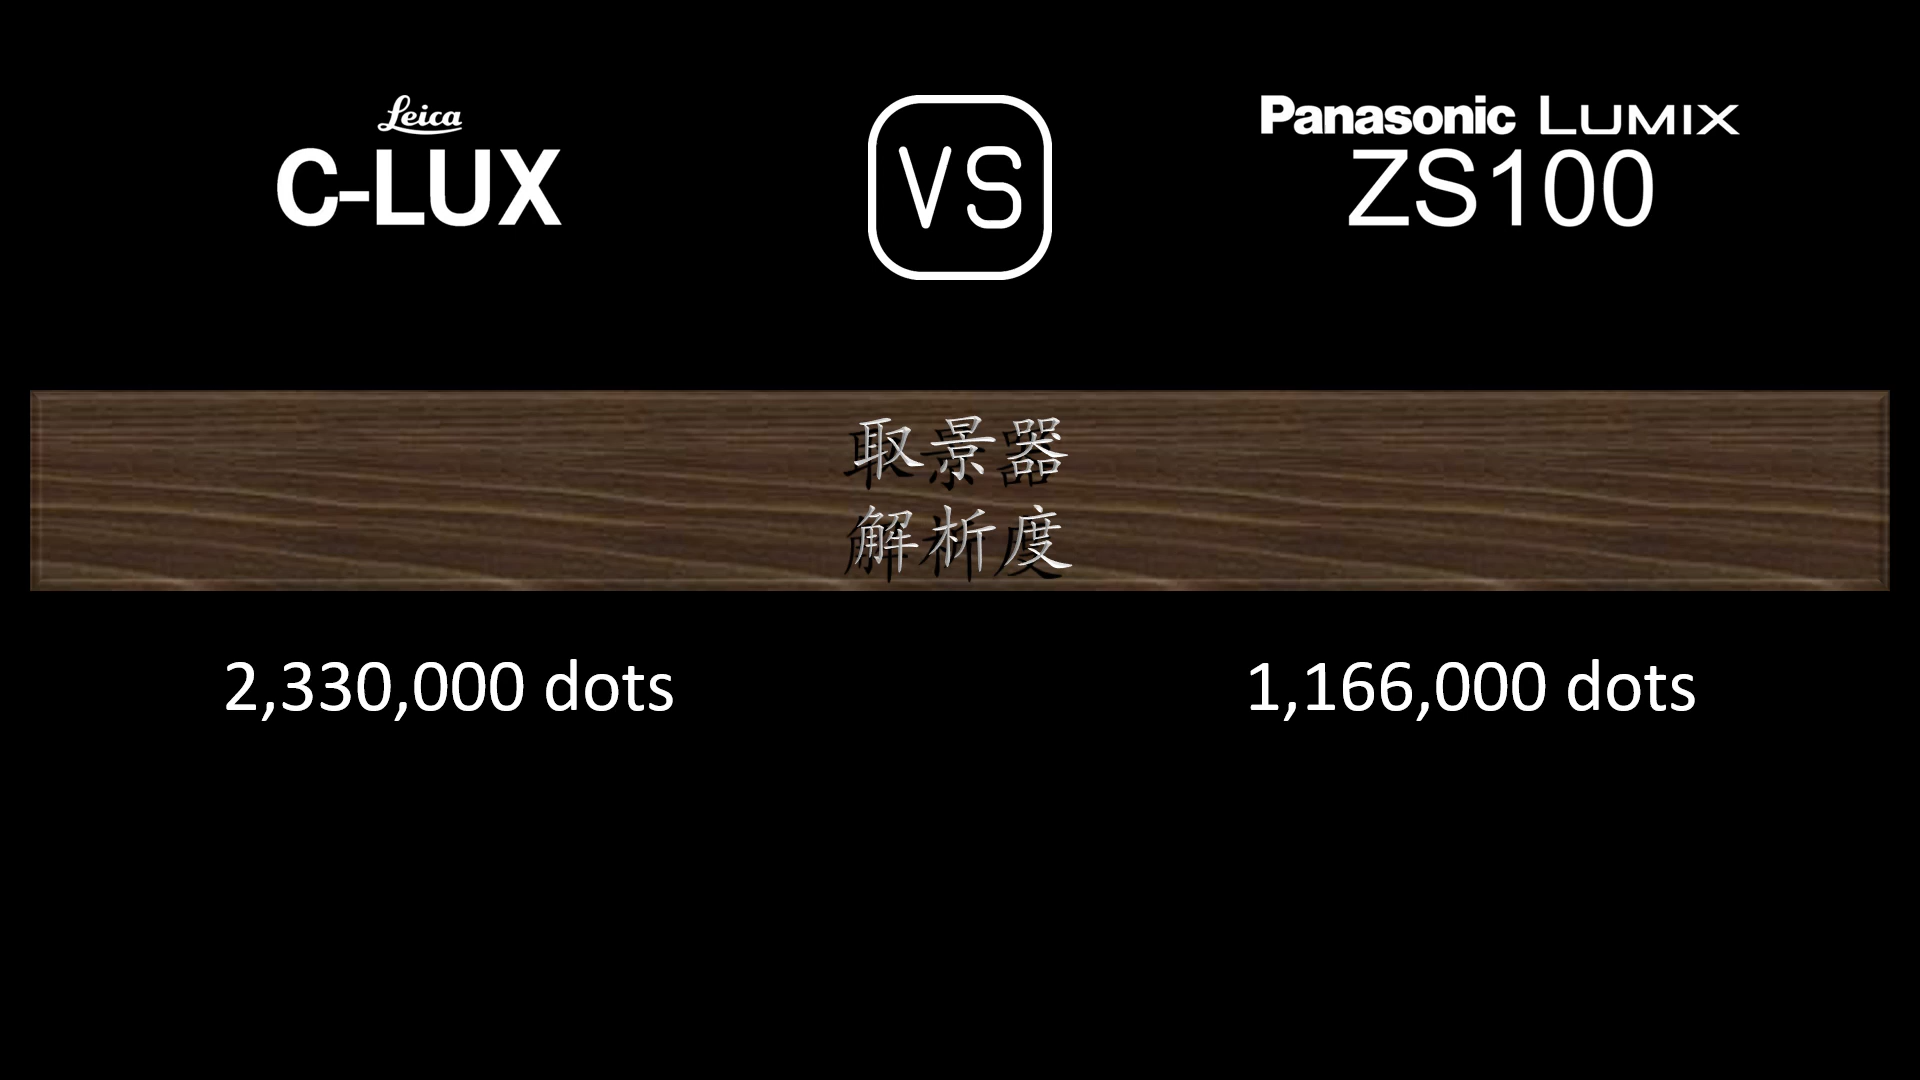 Leica
C-LUX
VS
Panasonic LUMIX
ZS100
取景器
解析度
2,330,000 dots
1,166,000 dots